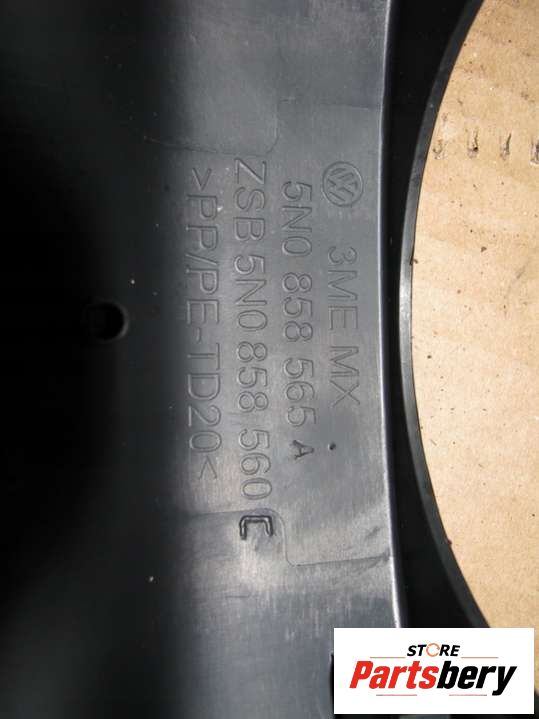 3ME MX
5N0 858 565 A
ZSB 5N0 858 560 C
>PP/PE-TD20<
STORE
Partsbery